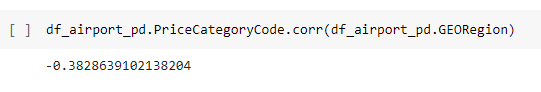 [ ] df_airport_pd.PriceCategoryCode.corr(df_airport_pd.GEORegion)
-0.3828639102138204